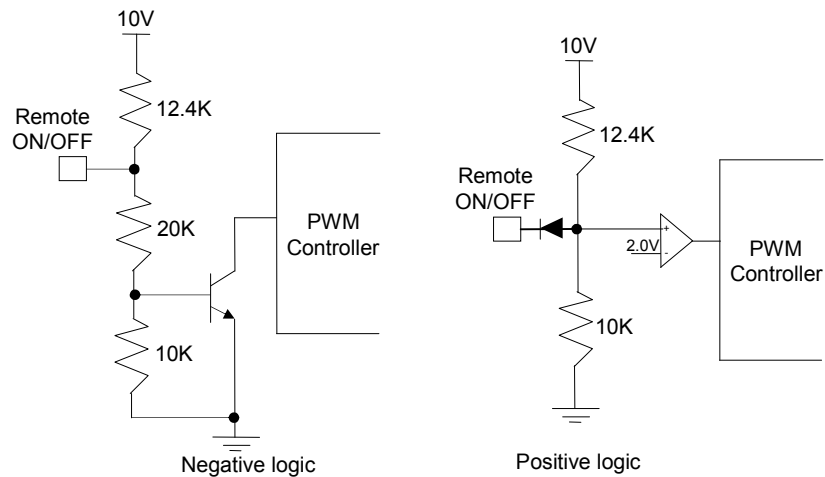 10V
12.4K
Remote
ON/OFF
20K
PWM
Controller
10K
Negative logic
10V
12.4K
Remote
ON/OFF
+
2.0V
-
PWM
Controller
10K
Positive logic